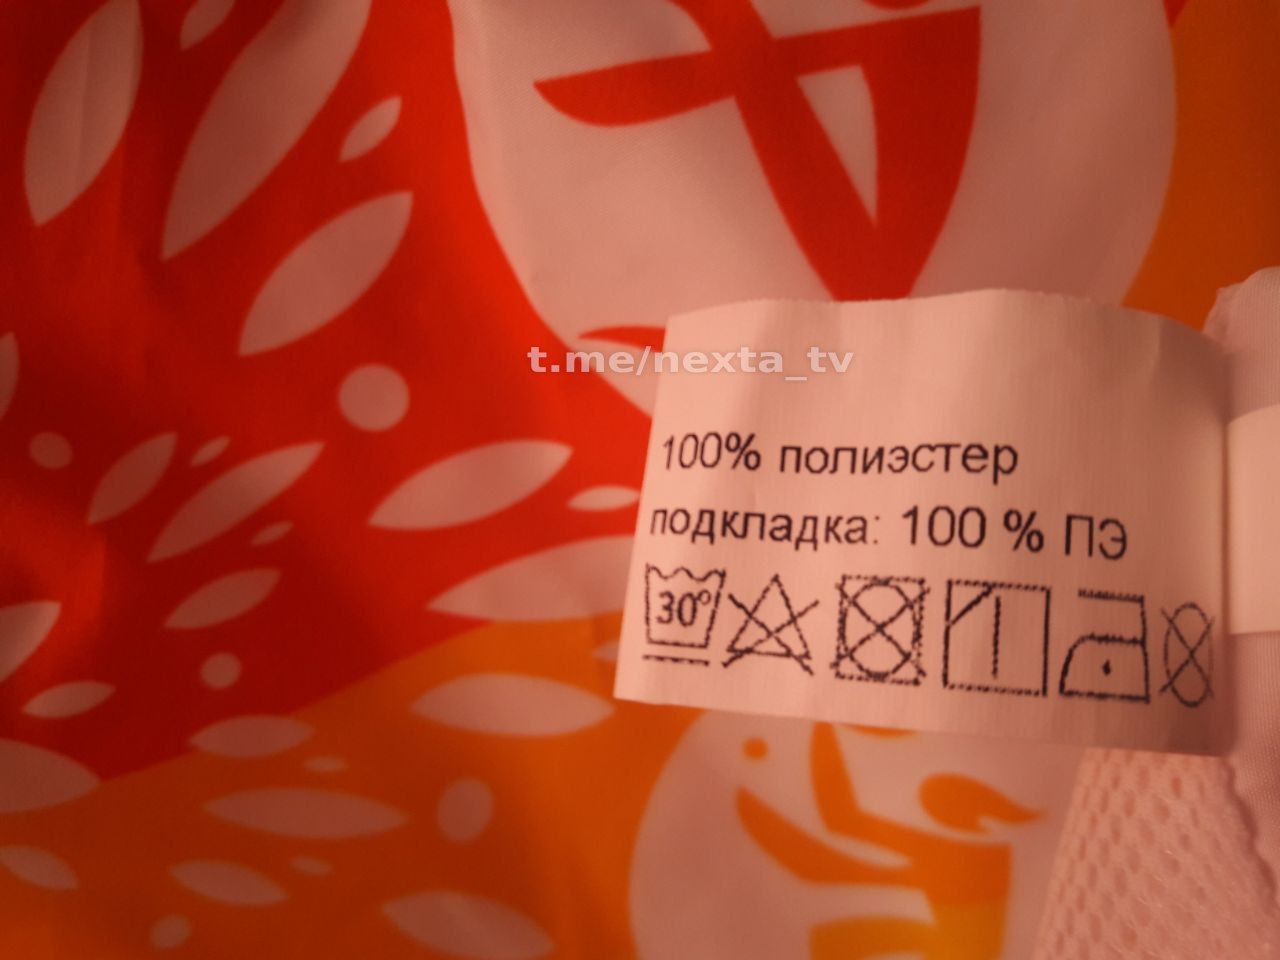 t.me/nexta_tv
100% полиэстер
подкладка: 100 % ПЭ
30°